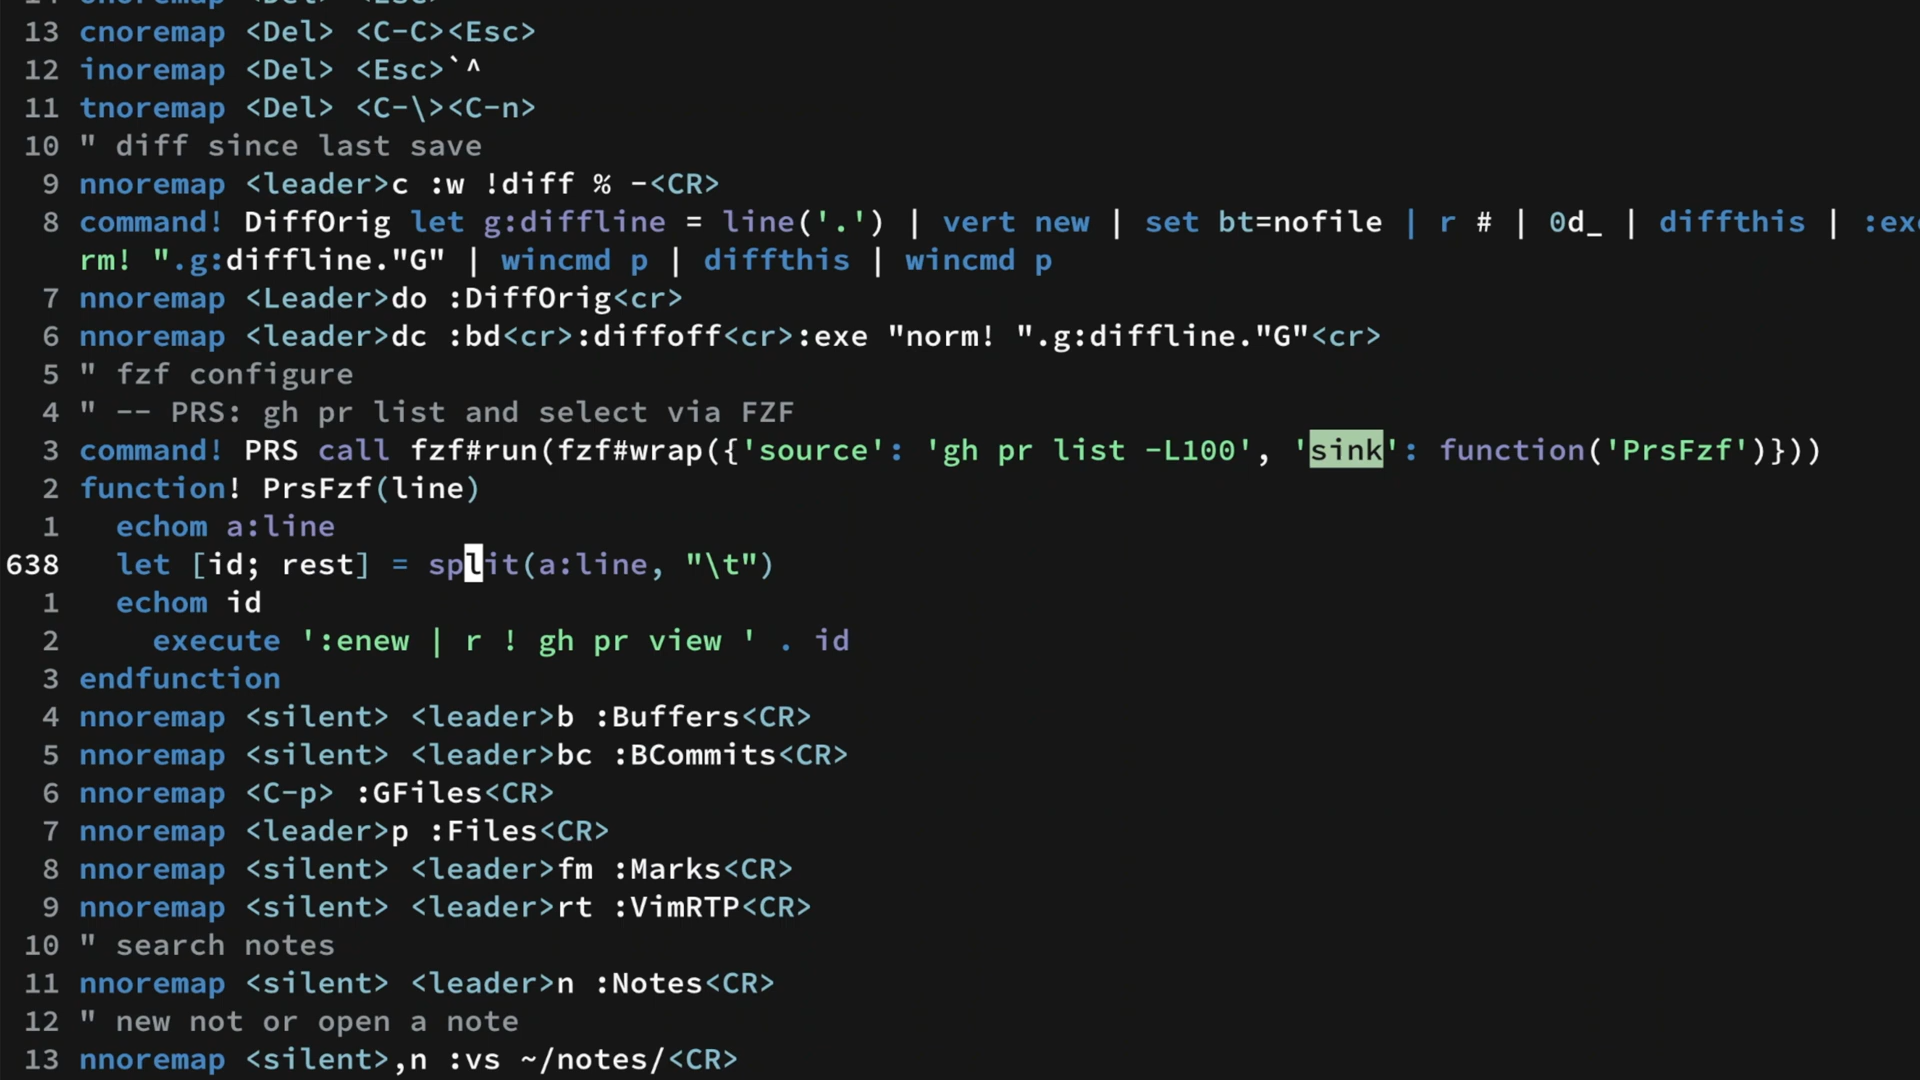 13 cnoremap <Del> <C-C><Esc>
12 inoremap <Del> <Esc>`^
11 tnoremap <Del> <C-\><C-n>
10 " diff since last save
9 nnoremap <leader>c :w !diff % -<CR>
8 command! DiffOrig let g:diffline = line('.') | vert new | set bt=nofile | r # | 0d_ | diffthis | :ex
rm! ".g:diffline."G" | wincmd p | diffthis | wincmd p
7 nnoremap <Leader>do :DiffOrig<cr>
6 nnoremap <leader>dc :bd<cr>:diffoff<cr>:exe "norm! ".g:diffline."G"<cr>
5 " fzf configure
4 " -- PRS: gh pr list and select via FZF
3 command! PRS call fzf#run(fzf#wrap({'source': 'gh pr list -L100', 'sink': function('PrsFzf')}))
2 function! PrsFzf(line)
1 echom a:line
638 let [id; rest] = split(a:line, "\t")
1 echom id
2 execute ':enew | r ! gh pr view ' . id
3 endfunction
4 nnoremap <silent> <leader>b :Buffers<CR>
5 nnoremap <silent> <leader>bc :BCommits<CR>
6 nnoremap <C-p> :GFiles<CR>
7 nnoremap <leader>p :Files<CR>
8 nnoremap <silent> <leader>fm :Marks<CR>
9 nnoremap <silent> <leader>rt :VimRTP<CR>
10 " search notes
11 nnoremap <silent> <leader>n :Notes<CR>
12 " new not or open a note
13 nnoremap <silent>,n :vs ~/notes/<CR>